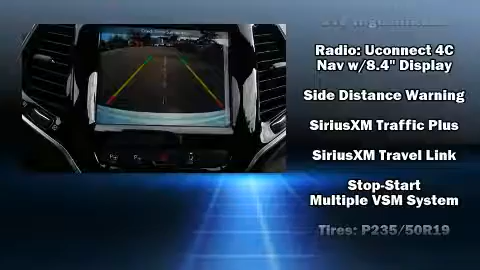 Radio: Uconnect 4C
Nav w/8.4" Display
Side Distance Warning
SiriusXM Traffic Plus
SiriusXM Travel Link
Stop-Start
Multiple VSM System
Tires: P235/50R19